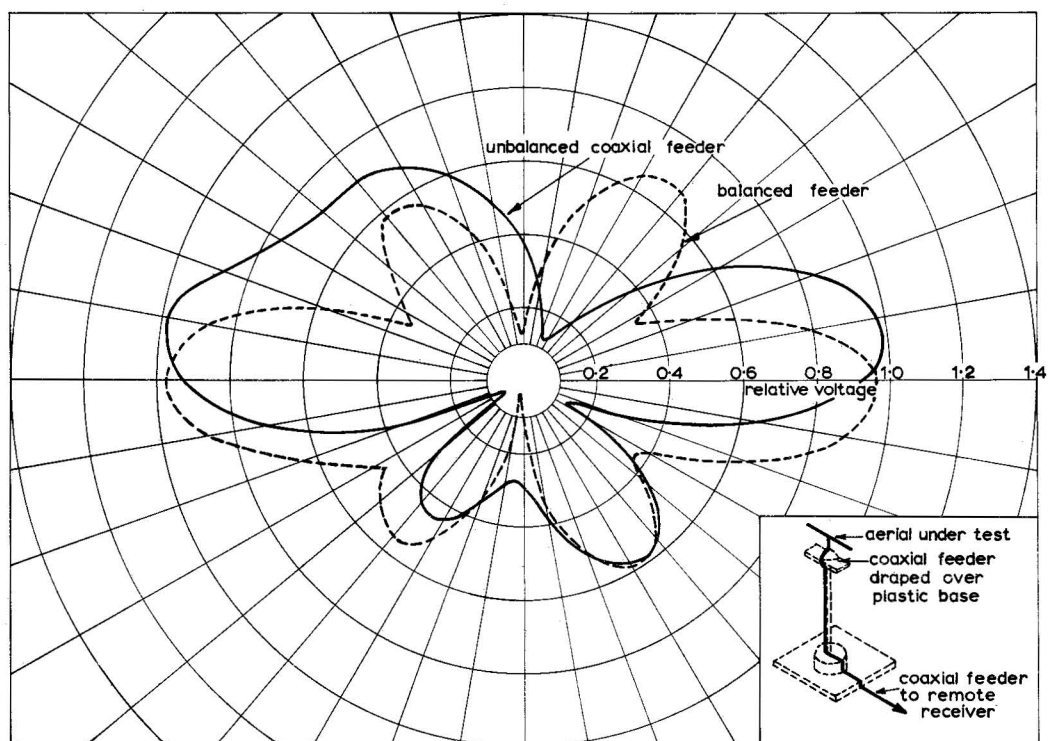 unbalanced coaxial feeder
balanced feeder
0·2 0·4 0·6 0·8 1·0 1·2 1·4
relative voltage
aerial under test
coaxial feeder
draped over
plastic base
coaxial feeder
to remote
receiver